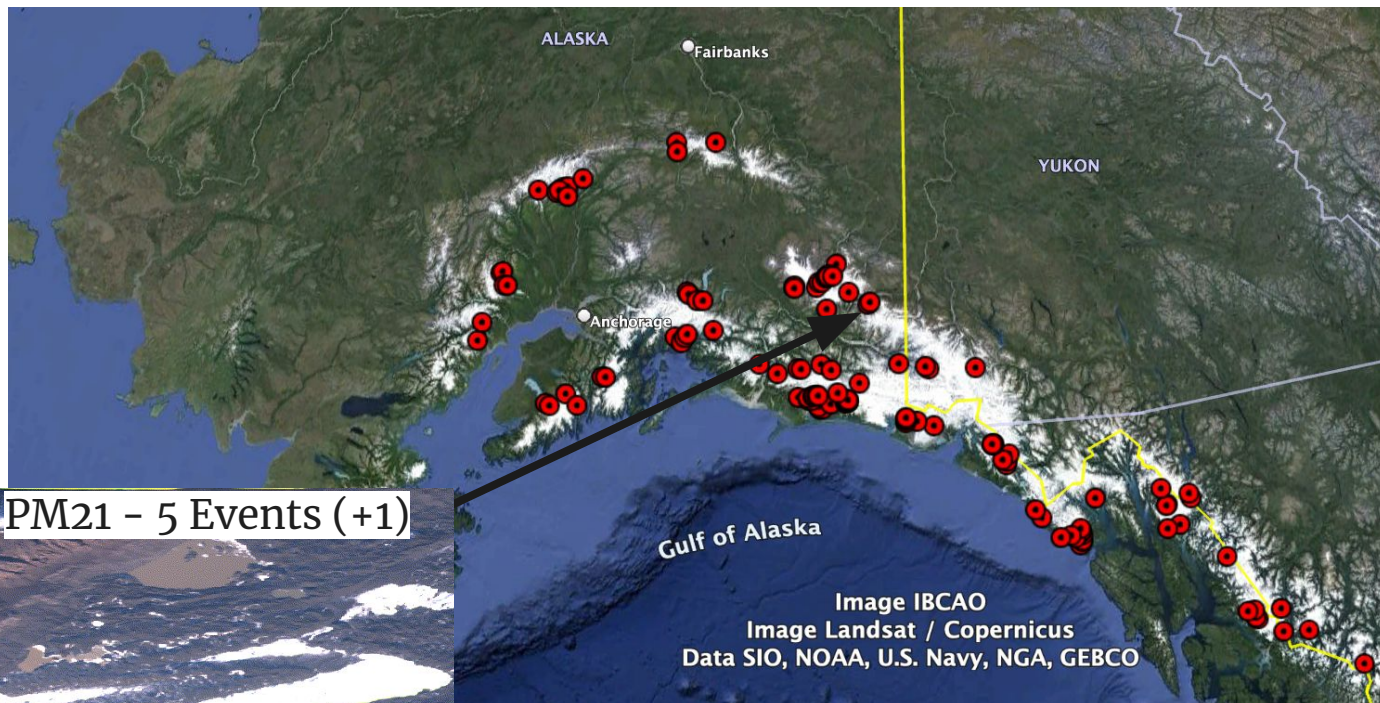 ALASKA
Fairbanks
YUKON
Anchorage
PM21 - 5 Events (+1)
Gulf of Alaska
Image IBCAO
Image Landsat / Copernicus
Data SIO, NOAA, U.S. Navy, NGA, GEBCO